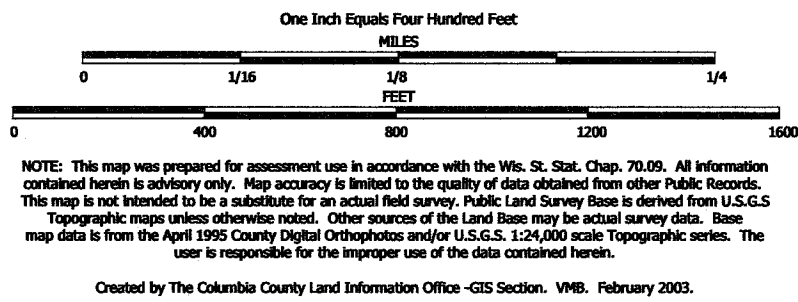 One Inch Equals Four Hundred Feet
MILES
0 1/16 1/8 1/4
FEET
0 400 800 1200 1600
NOTE: This map was prepared for assessment use in accordance with the Wis. St. Stat. Chap. 70.09. All information
contained herein is advisory only. Map accuracy is limited to the quality of data obtained from other Public Records.
This map is not intended to be a substitute for an actual field survey. Public Land Survey Base is derived from U.S.G.S
Topographic maps unless otherwise noted. Other sources of the Land Base may be actual survey data. Base
map data is from the April 1995 County Digital Orthophotos and/or U.S.G.S. 1:24,000 scale Topographic series. The
user is responsible for the improper use of the data contained herein.
Created by The Columbia County Land Information Office -GIS Section. VMB. February 2003.